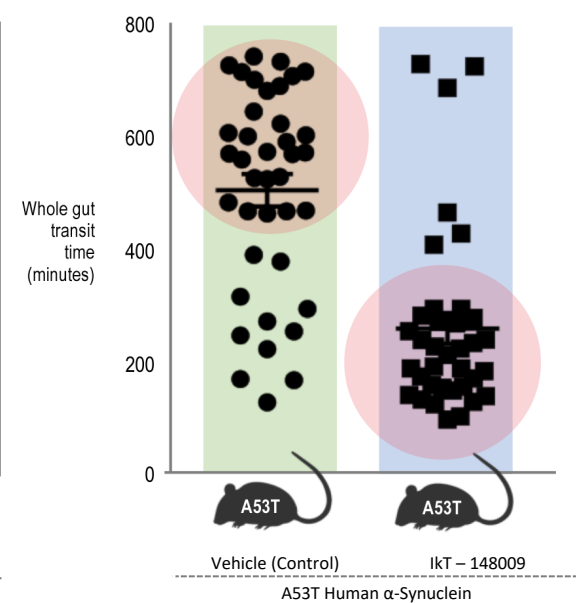 800
600
Whole gut
transit
time
(minutes)
400
200
0
A53T
A53T
Vehicle (Control)
IkT – 148009
A53T Human α-Synuclein